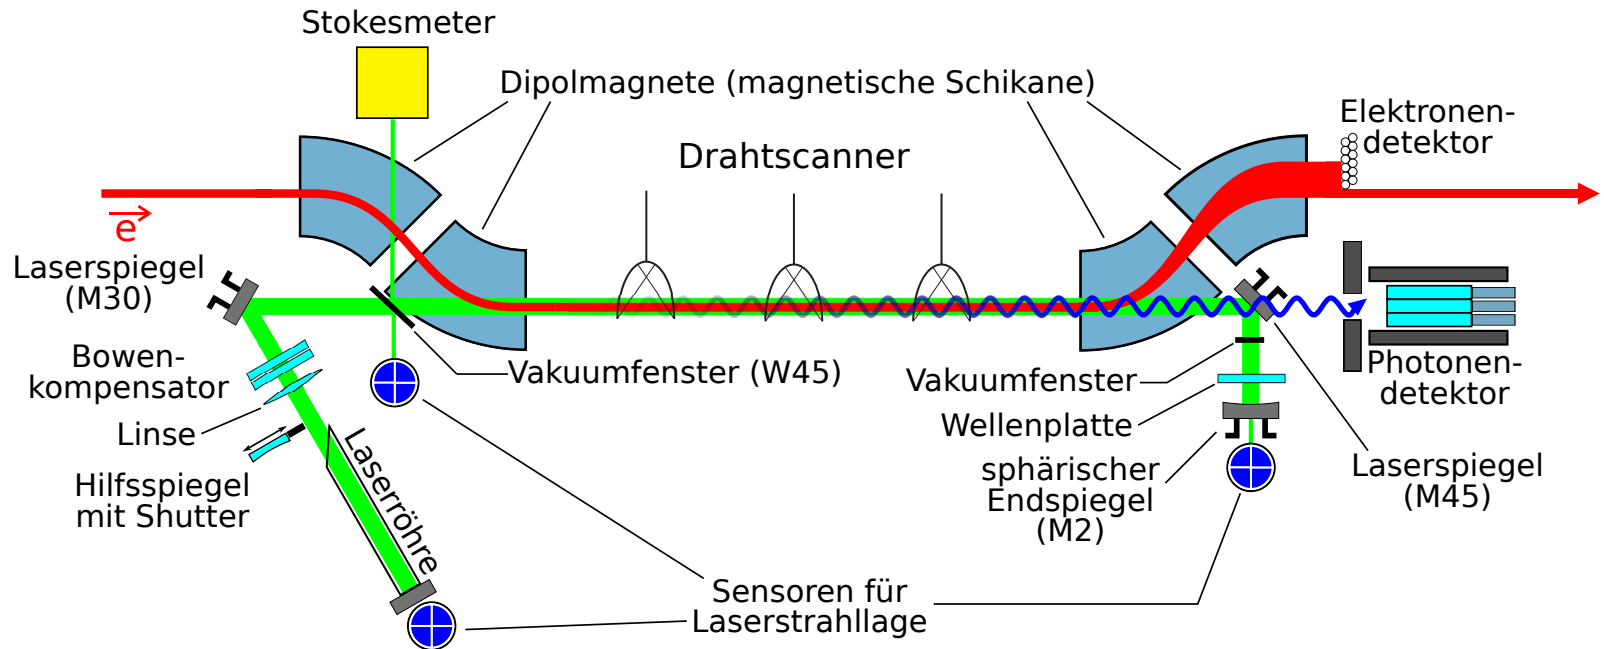 Stokesmeter
Dipolmagnete (magnetische Schikane)
Elektronen-
detektor
Drahtscanner
e
Laserspiegel
(M30)
Bowen-
kompensator
Vakuumfenster (W45)
Vakuumfenster
Photonen-
detektor
Linse
Wellenplatte
Laserröhre
Hilfsspiegel
mit Shutter
sphärischer
Endspiegel
(M2)
Laserspiegel
(M45)
Sensoren für
Laserstrahllage